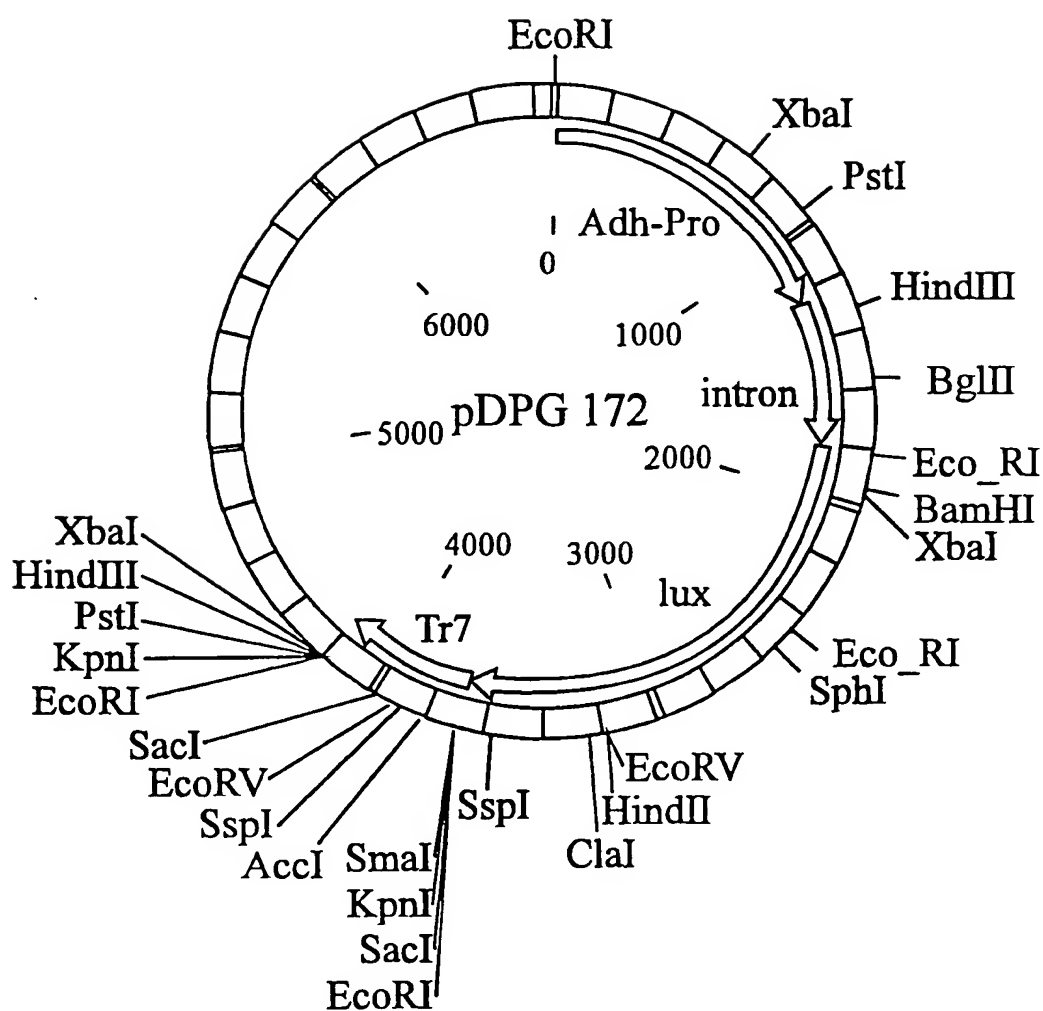 EcoRI
XbaI
PstI
Adh-Pro
0
HindIII
6000
1000
BglII
intron
pDPG 172
5000
2000
Eco_RI
BamHI
XbaI
4000
3000
lux
Tr7
Eco_RI
SphI
XbaI
HindIII
PstI
KpnI
EcoRI
SacI
EcoRV
SspI
AccI
SmaI
KpnI
SacI
EcoRI
SspI
EcoRV
HindII
ClaI